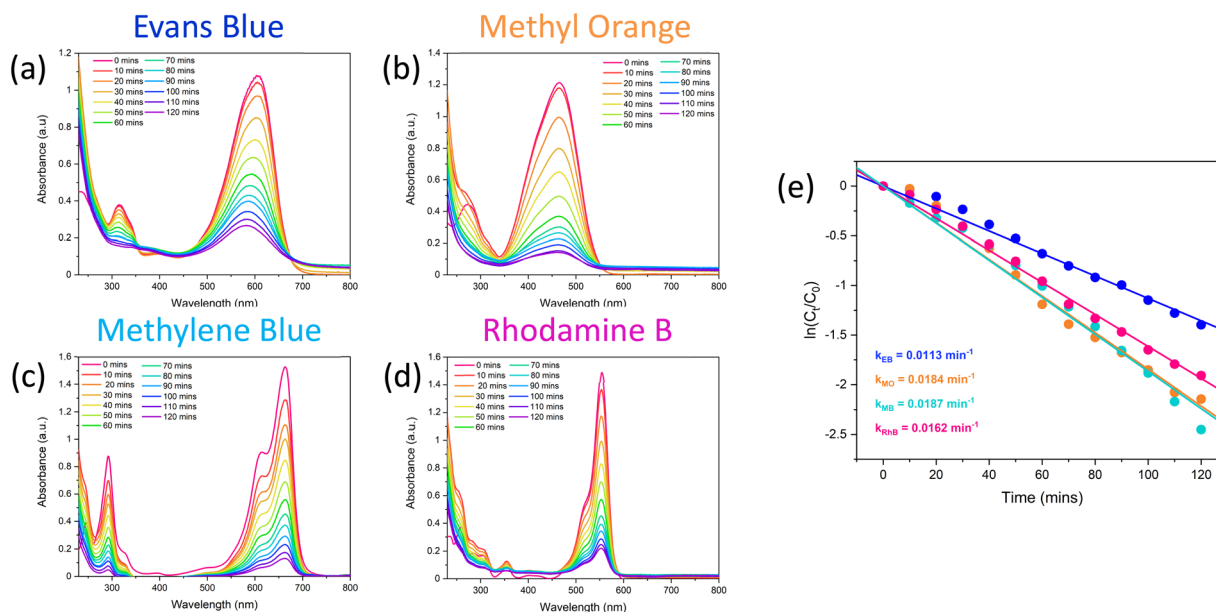 Evans Blue
(a)
Absorbance (a.u)
1.2
1
0.8
0.6
0.4
0.2
0
0 mins 70 mins
10 mins 80 mins
20 mins 90 mins
30 mins 100 mins
40 mins 110 mins
50 mins 120 mins
60 mins
300 400 500 600 700 800
Wavelength (nm)
Methyl Orange
(b)
Absorbance (a.u.)
1.4
1.2
1
0.8
0.6
0.4
0.2
0
0 mins 70 mins
10 mins 80 mins
20 mins 90 mins
30 mins 100 mins
40 mins 110 mins
50 mins 120 mins
60 mins
300 400 500 600 700 800
Wavelength (nm)
Methylene Blue
(c)
Absorbance (a.u.)
1.6
1.4
1.2
1
0.8
0.6
0.4
0.2
0
0 mins 70 mins
10 mins 80 mins
20 mins 90 mins
30 mins 100 mins
40 mins 110 mins
50 mins 120 mins
60 mins
300 400 500 600 700 800
Wavelength (nm)
Rhodamine B
(d)
Absorbance (a.u.)
1.6
1.4
1.2
1
0.8
0.6
0.4
0.2
0
0 mins 70 mins
10 mins 80 mins
20 mins 90 mins
30 mins 100 mins
40 mins 110 mins
50 mins 120 mins
60 mins
300 400 500 600 700 800
Wavelength (nm)
(e)
ln(Cₜ/C₀)
0
-0.5
-1.0
-1.5
-2.0
-2.5
k_EB = 0.0113 min⁻¹
k_MO = 0.0184 min⁻¹
k_MB = 0.0187 min⁻¹
k_RhB = 0.0162 min⁻¹
0 20 40 60 80 100 120
Time (mins)